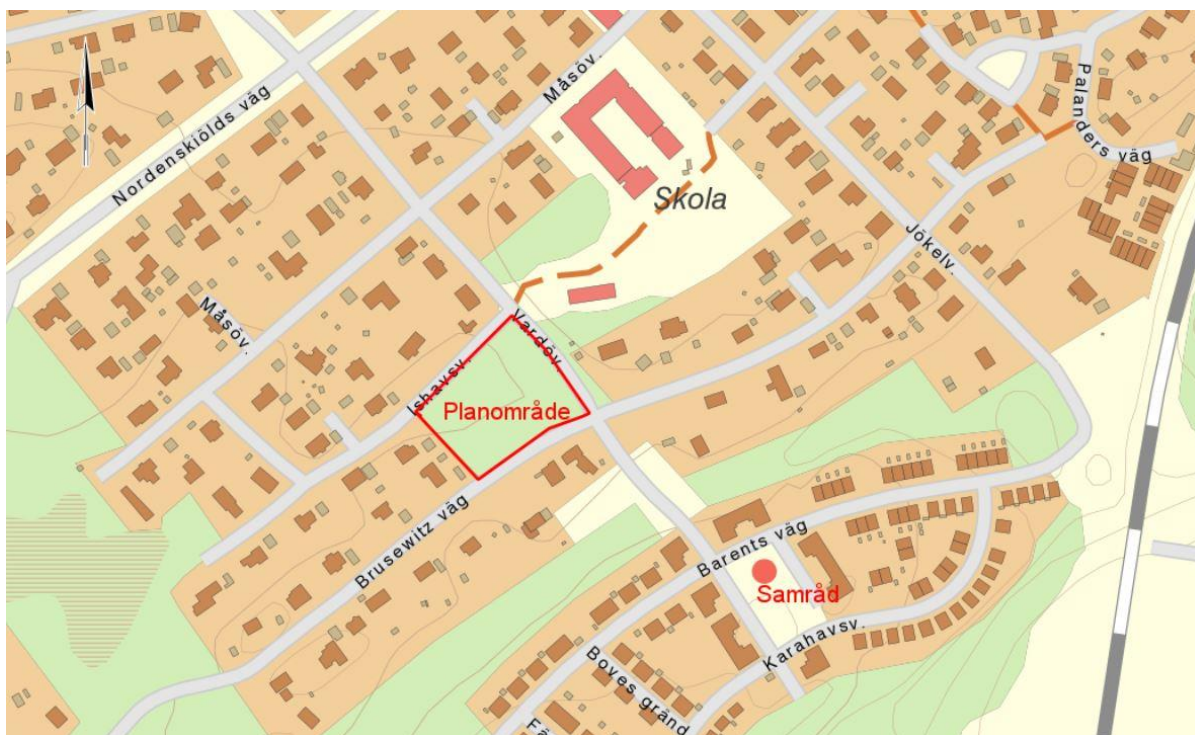 Palanders väg
Måsöv.
Nordenskiölds väg
Skola
Jökelv.
Måsöv.
Vardöv.
Ishavsv.
Planområde
Brusewitz väg
Barents väg
Samråd
Karahavsv.
Boves gränd